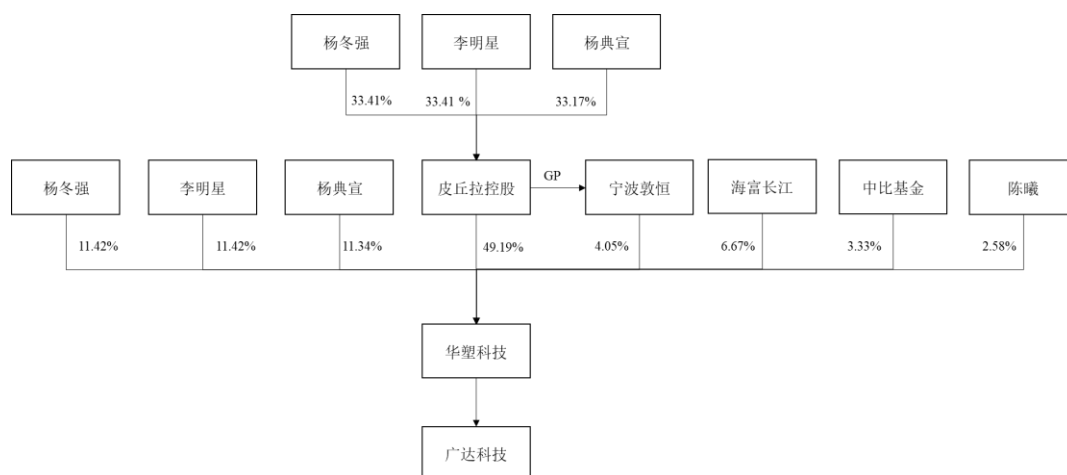 杨冬强 李明星 杨典宣
33.41% 33.41 % 33.17%
杨冬强 李明星 杨典宣 皮丘拉控股 GP 宁波敦恒 海富长江 中比基金 陈曦
11.42% 11.42% 11.34% 49.19% 4.05% 6.67% 3.33% 2.58%
华塑科技
广达科技